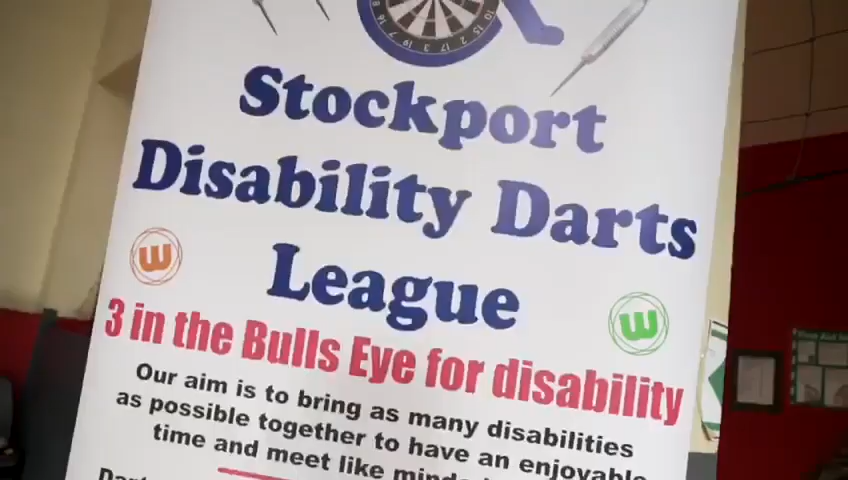 Stockport
Disability Darts
League
W
W
3 in the Bulls Eye for disability
Our aim is to bring as many disabilities
as possible together to have an enjoyable
time and meet like